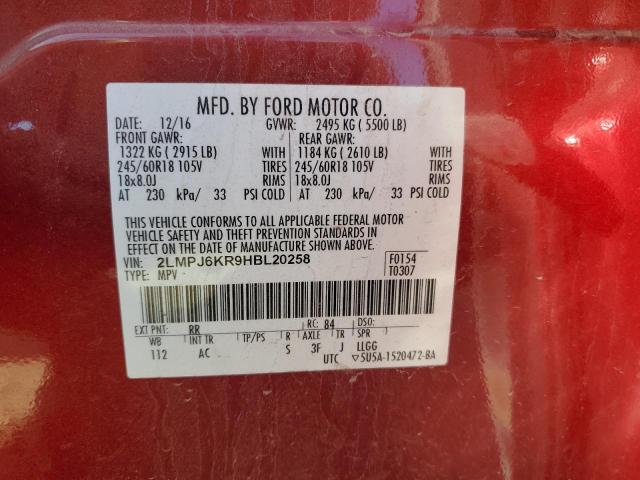 MFD. BY FORD MOTOR CO.
DATE: 12/16 GVWR: 2495 KG ( 5500 LB)
FRONT GAWR: REAR GAWR:
1322 KG ( 2915 LB) WITH 1184 KG ( 2610 LB) WITH
245/60R18 105V TIRES 245/60R18 105V TIRES
18x8.0J RIMS 18x8.0J RIMS
AT 230 kPa/ 33 PSI COLD AT 230 kPa/ 33 PSI COLD
THIS VEHICLE CONFORMS TO ALL APPLICABLE FEDERAL MOTOR
VEHICLE SAFETY AND THEFT PREVENTION STANDARDS IN
EFFECT ON THE DATE OF MANUFACTURE SHOWN ABOVE.
VIN: 2LMPJ6KR9HBL20258 F0154
TYPE: MPV T0307
EXT PNT: RR RC: 84
WB INT TR TP/PS R AXLE TR SPR
112 AC S 3F J LLGG
UTC ▽5U5A-1520472-BA